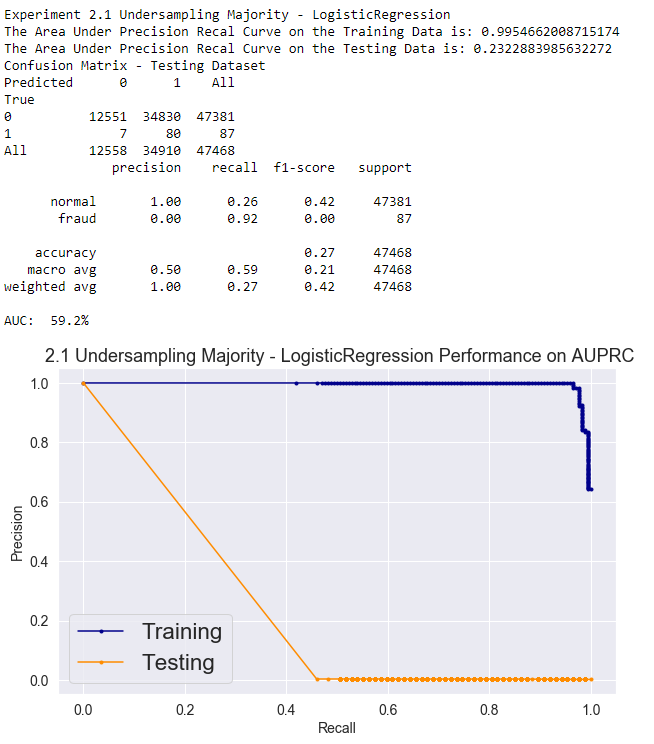 Experiment 2.1 Undersampling Majority - LogisticRegression
The Area Under Precision Recal Curve on the Training Data is: 0.9954662008715174
The Area Under Precision Recal Curve on the Testing Data is: 0.2322883985632272
Confusion Matrix - Testing Dataset
Predicted 0 1 All
True
0 12551 34830 47381
1 7 80 87
All 12558 34910 47468
precision recall f1-score support
normal 1.00 0.26 0.42 47381
fraud 0.00 0.92 0.00 87
accuracy 0.27 47468
macro avg 0.50 0.59 0.21 47468
weighted avg 1.00 0.27 0.42 47468
AUC: 59.2%
2.1 Undersampling Majority - LogisticRegression Performance on AUPRC
1.0
0.8
0.6
0.4
0.2
0.0
Precision
Training
Testing
0.0 0.2 0.4 0.6 0.8 1.0
Recall